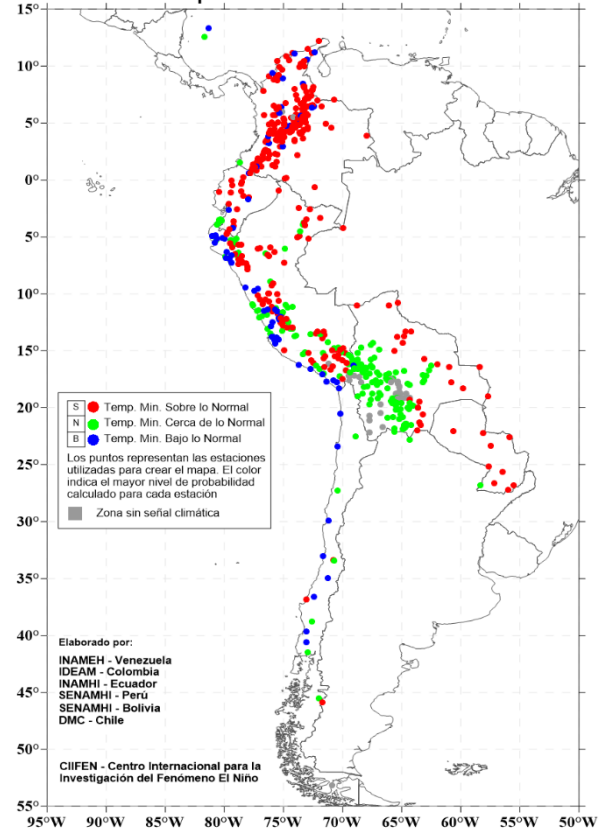 15°
10°
5°
0°
5°
10°
15°
20°
25°
30°
35°
40°
45°
50°
55°
S Temp. Min. Sobre lo Normal
N Temp. Min. Cerca de lo Normal
B Temp. Min. Bajo lo Normal
Los puntos representan las estaciones
utilizadas para crear el mapa. El color
indica el mayor nivel de probabilidad
calculado para cada estación
Zona sin señal climática
Elaborado por:
INAMEH - Venezuela
IDEAM - Colombia
INAMHI - Ecuador
SENAMHI - Perú
SENAMHI - Bolivia
DMC - Chile
CIIFEN - Centro Internacional para la
Investigación del Fenómeno El Niño
95°W 90°W 85°W 80°W 75°W 70°W 65°W 60°W 55°W 50°W